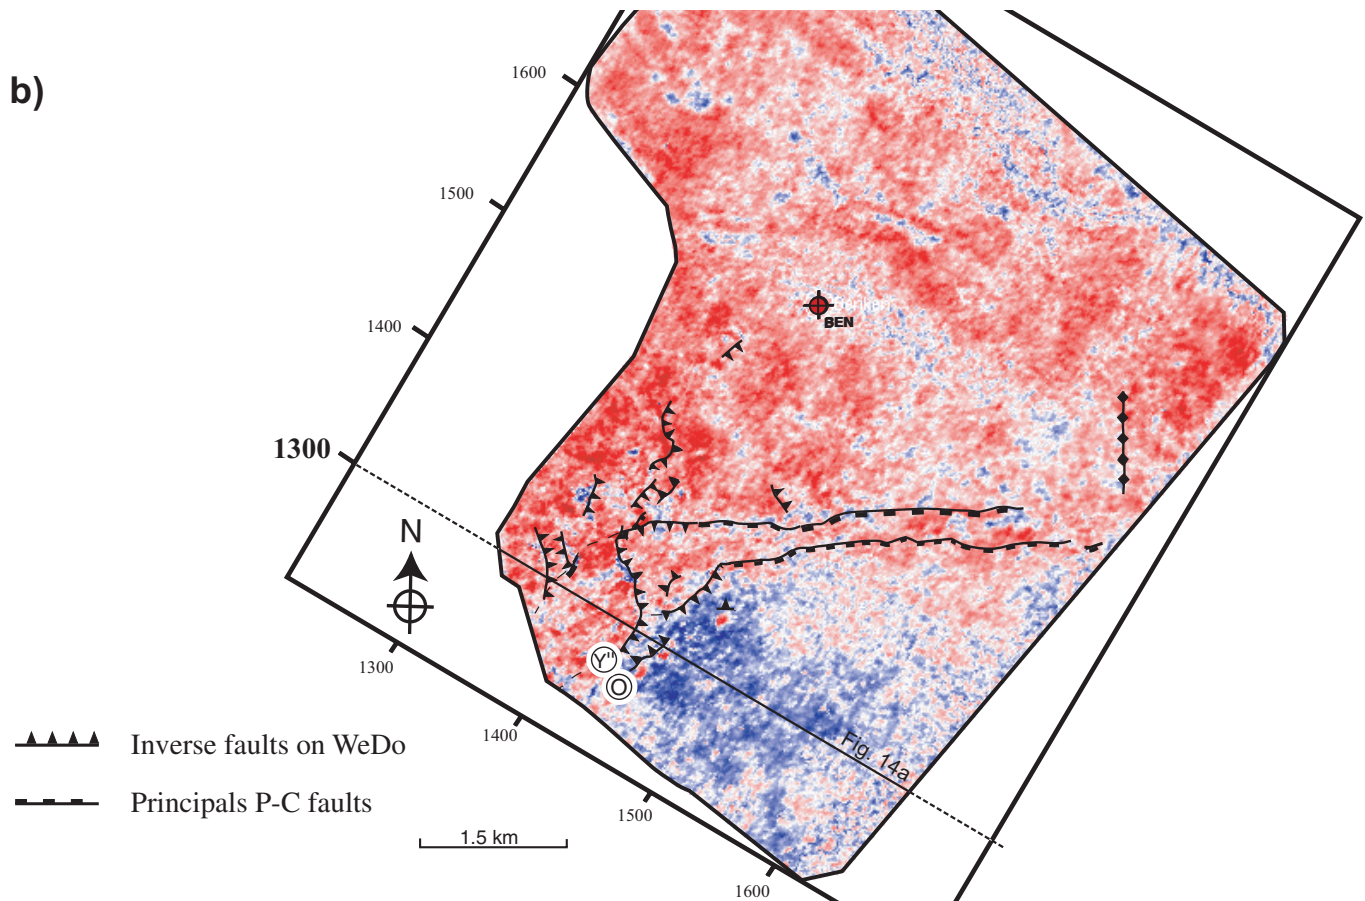 b)
1600
1500
1400
BEN
1300
N
1300
Y"
O
1400
Fig. 14a
Inverse faults on WeDo
Principals P-C faults
1500
1.5 km
1600